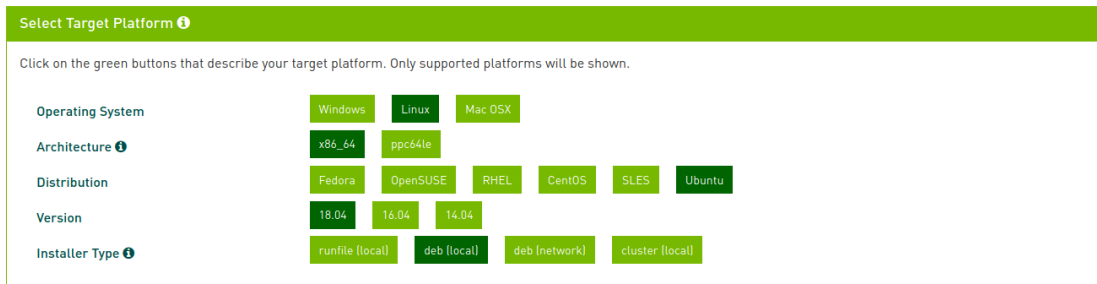 Select Target Platform
Click on the green buttons that describe your target platform. Only supported platforms will be shown.
Operating System Windows Linux Mac OSX
Architecture x86_64 ppc64le
Distribution Fedora OpenSUSE RHEL CentOS SLES Ubuntu
Version 18.04 16.04 14.04
Installer Type runfile (local) deb (local) deb (network) cluster (local)